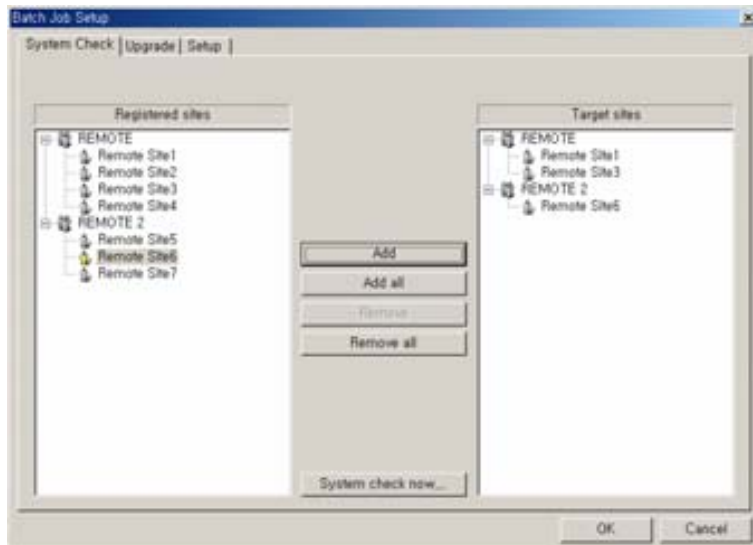 Batch Job Setup
System Check
Upgrade
Setup
Registered sites
REMOTE
Remote Site1
Remote Site2
Remote Site3
Remote Site4
REMOTE 2
Remote Site5
Remote Site6
Remote Site7
Add
Add all
Remove
Remove all
System check now...
Target sites
REMOTE
Remote Site1
Remote Site3
REMOTE 2
Remote Site6
OK
Cancel